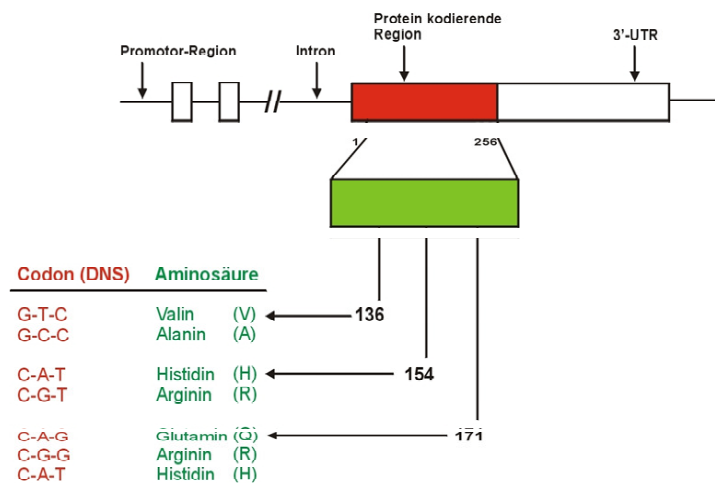 Protein kodierende
Region
Promotor-Region
Intron
3'-UTR
1
256
Codon (DNS) Aminosäure
G-T-C Valin (V) 136
G-C-C Alanin (A)
C-A-T Histidin (H) 154
C-G-T Arginin (R)
C-A-G Glutamin (Q) 171
C-G-G Arginin (R)
C-A-T Histidin (H)